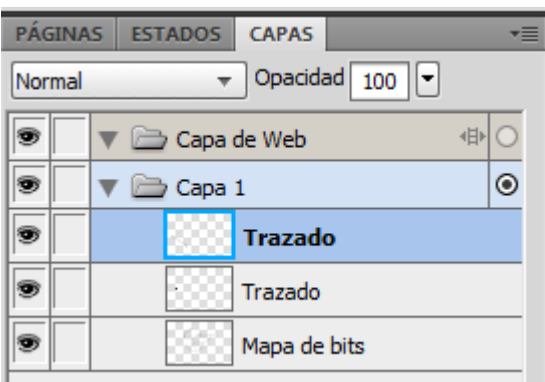 PÁGINAS ESTADOS CAPAS
Normal Opacidad 100
Capa de Web
Capa 1
Trazado
Trazado
Mapa de bits